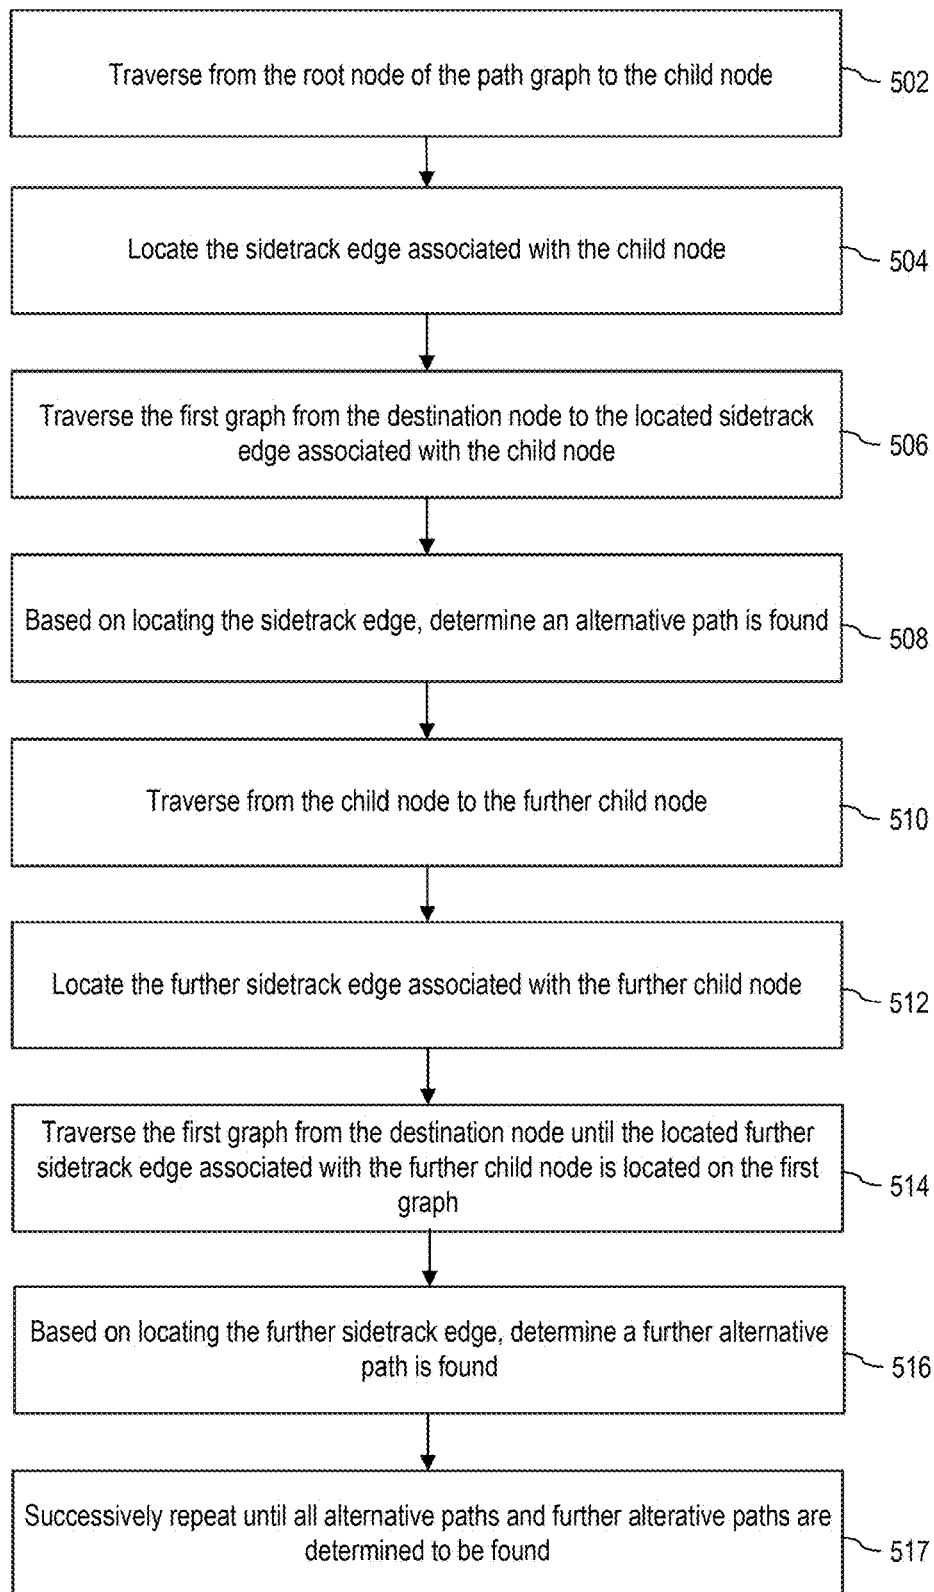 Traverse from the root node of the path graph to the child node
502
Locate the sidetrack edge associated with the child node
504
Traverse the first graph from the destination node to the located sidetrack
edge associated with the child node
506
Based on locating the sidetrack edge, determine an alternative path is found
508
Traverse from the child node to the further child node
510
Locate the further sidetrack edge associated with the further child node
512
Traverse the first graph from the destination node until the located further
sidetrack edge associated with the further child node is located on the first
graph
514
Based on locating the further sidetrack edge, determine a further alternative
path is found
516
Successively repeat until all alternative paths and further alterative paths are
determined to be found
517